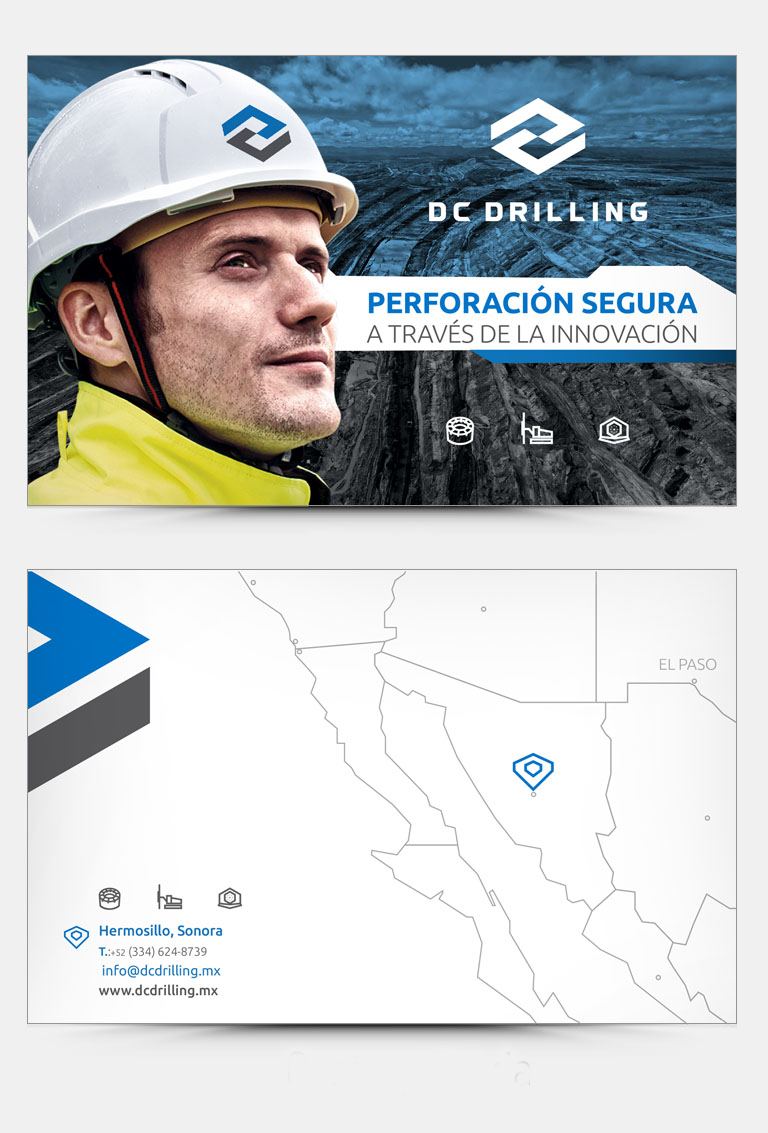 DC DRILLING
PERFORACIÓN SEGURA
A TRAVÉS DE LA INNOVACIÓN
EL PASO
Hermosillo, Sonora
T.:+52 (334) 624-8739
info@dcdrilling.mx
www.dcdrilling.mx